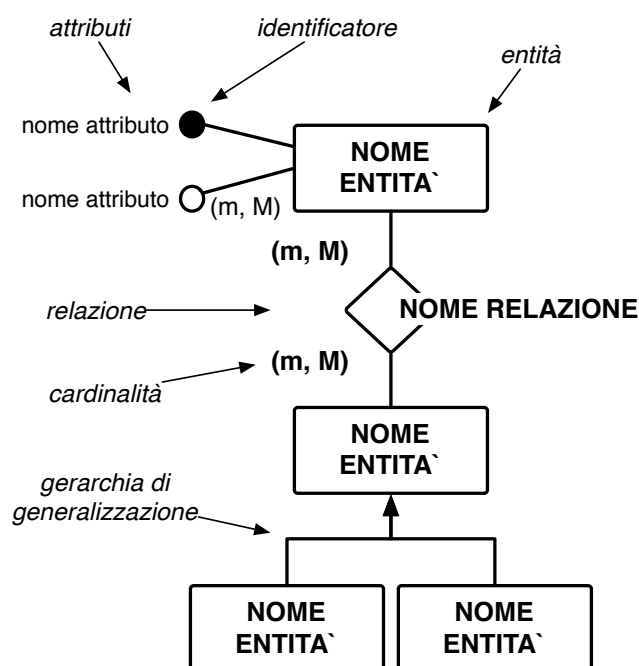 attributi
identificatore
entità
nome attributo
NOME
ENTITA`
nome attributo
(m, M)
(m, M)
relazione
NOME RELAZIONE
(m, M)
cardinalità
NOME
ENTITA`
gerarchia di
generalizzazione
NOME
ENTITA`
NOME
ENTITA`